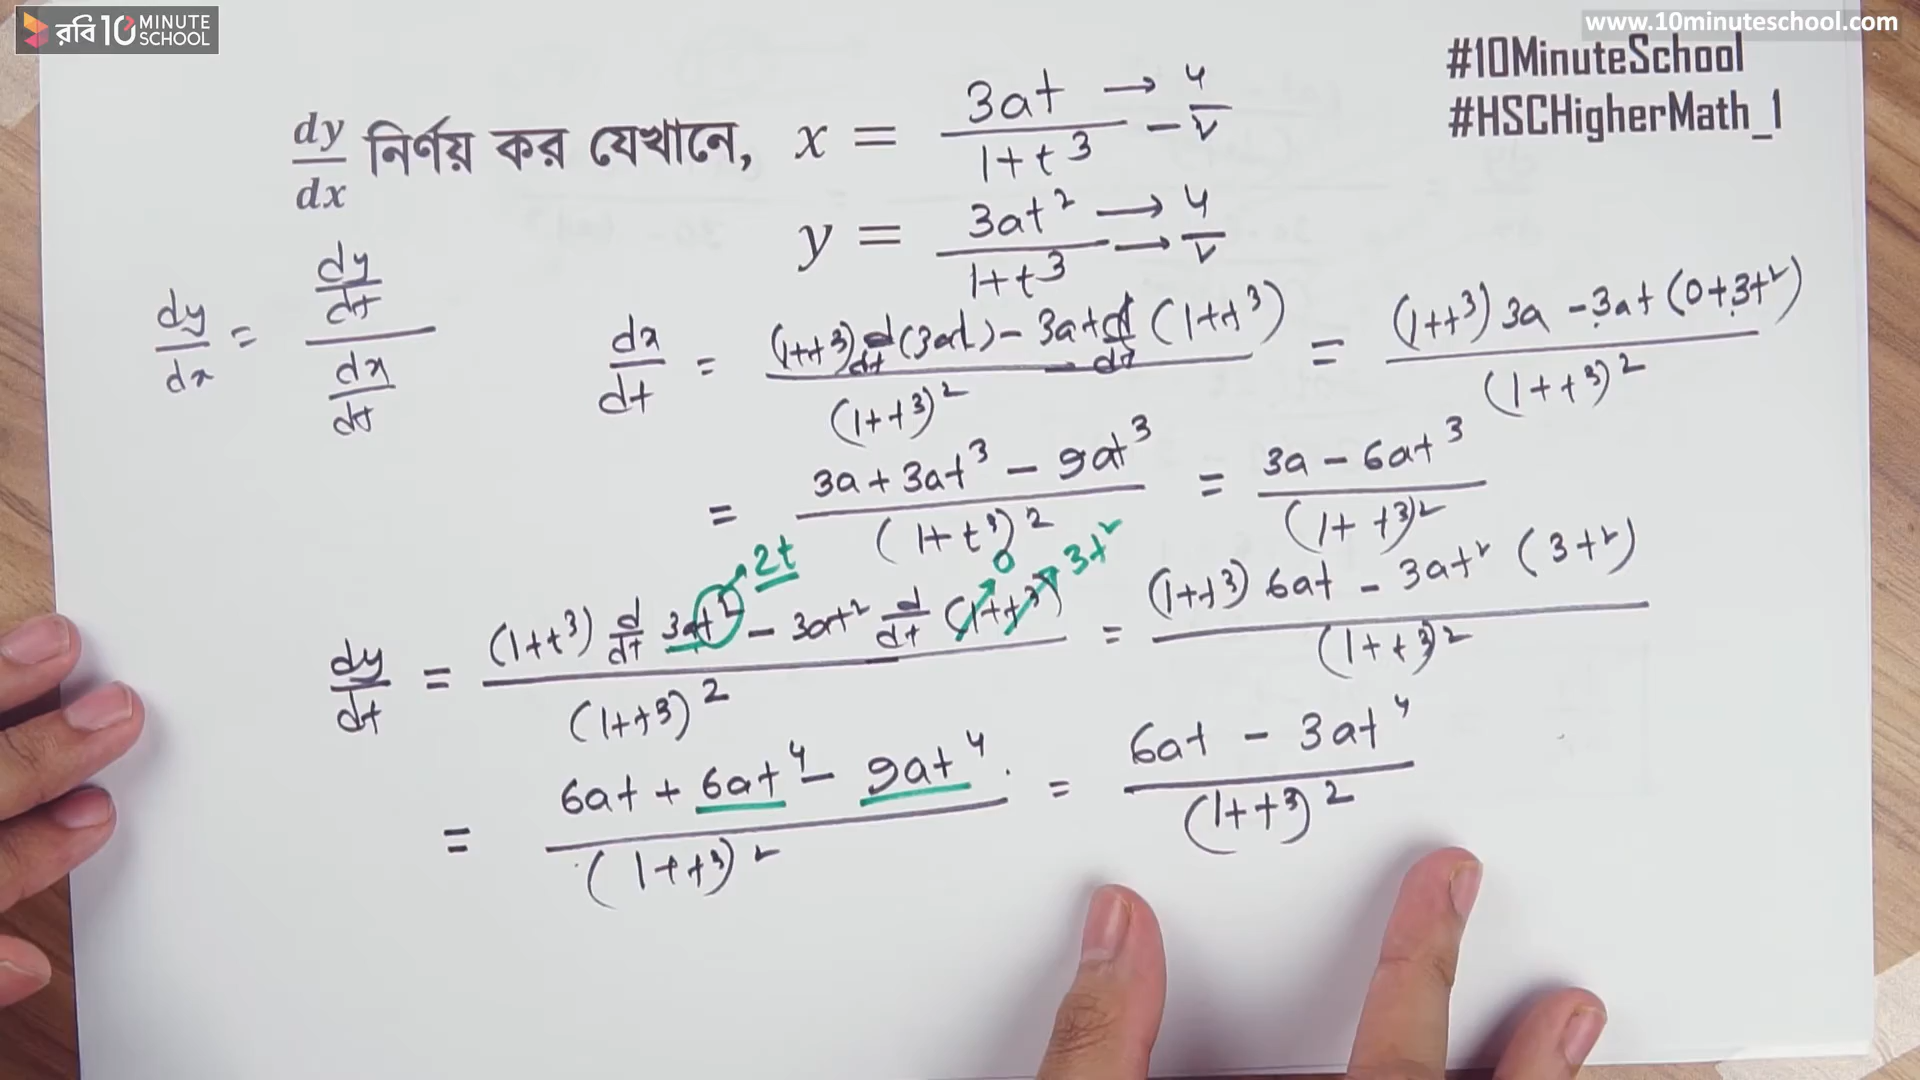 রবি 10 MINUTE SCHOOL
www.10minuteschool.com
#10MinuteSchool
#HSCHigherMath_1
dy/dx নির্ণয় কর যেখানে, x = 3at/(1+t³) → u/v
y = 3at²/(1+t³) → u/v
dy/dx = (dy/dt)/(dx/dt)
dx/dt = ((1+t³) d/dt (3at) − 3at d/dt (1+t³))/(1+t³)² = ((1+t³) 3a − 3at (0+3t²))/(1+t³)²
= (3a + 3at³ − 9at³)/(1+t³)² = (3a − 6at³)/(1+t³)²
2t 0 3t²
dy/dt = ((1+t³) d/dt 3at² − 3at² d/dt (1+t³))/(1+t³)² = ((1+t³) 6at − 3at² (3t²))/(1+t³)²
= (6at + 6at⁴ − 9at⁴)/(1+t³)² = (6at − 3at⁴)/(1+t³)²